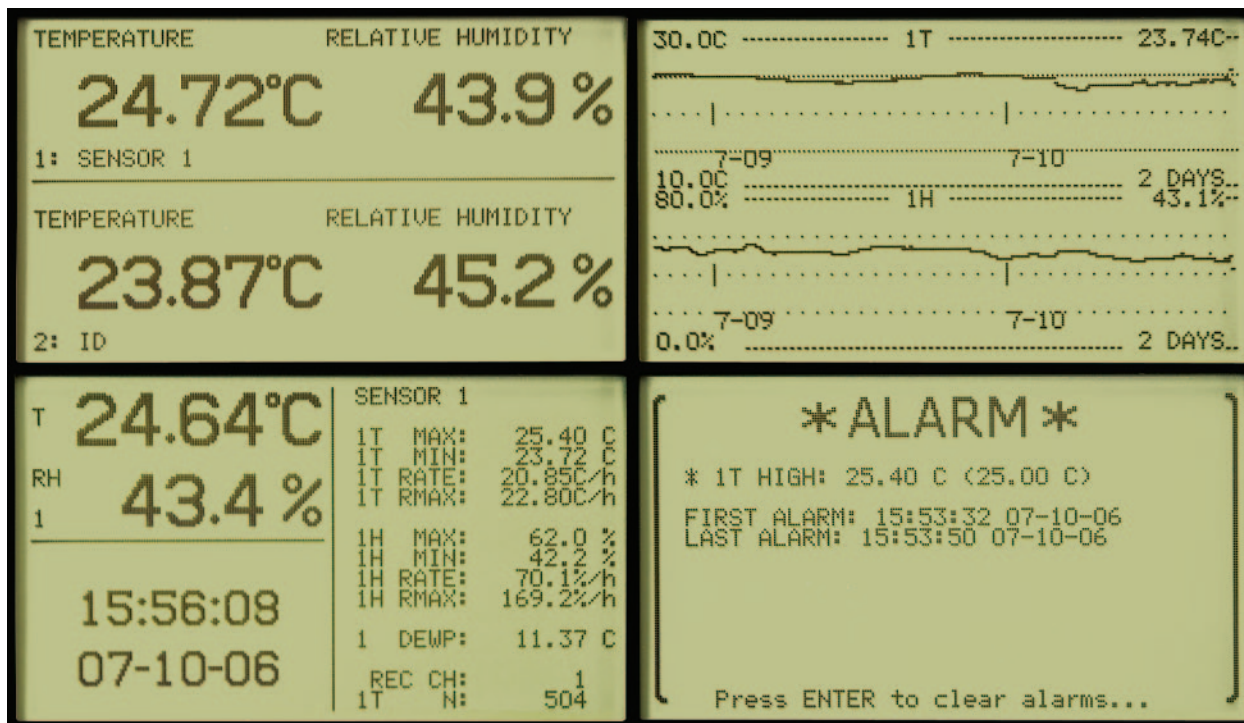 TEMPERATURE RELATIVE HUMIDITY
24.72°C 43.9%
1: SENSOR 1
TEMPERATURE RELATIVE HUMIDITY
23.87°C 45.2%
2: ID
30.0C 1T 23.74C
7-09 7-10
10.0C 2 DAYS
80.0% 1H 43.1%
7-09 7-10
0.0% 2 DAYS
T 24.64°C
RH 43.4%
1
15:56:08
07-10-06
SENSOR 1
1T MAX: 25.40 C
1T MIN: 23.72 C
1T RATE: 20.85C/h
1T RMAX: 22.80C/h
1H MAX: 62.0 %
1H MIN: 42.2 %
1H RATE: 70.1%/h
1H RMAX: 169.2%/h
1 DEWP: 11.37 C
REC CH: 1
1T N: 504
*ALARM*
* 1T HIGH: 25.40 C (25.00 C)
FIRST ALARM: 15:53:32 07-10-06
LAST ALARM: 15:53:50 07-10-06
Press ENTER to clear alarms...